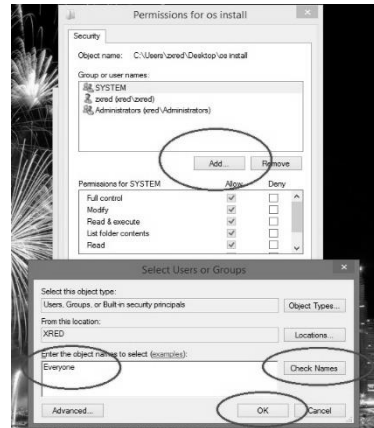 Permissions for os install
Security
Object name: C:\Users\zxred\Desktop\os install
Group or user names:
SYSTEM
zxred (xred\zxred)
Administrators (xred\Administrators)
Add... Remove
Permissions for SYSTEM Allow Deny
Full control
Modify
Read & execute
List folder contents
Read
Select Users or Groups
Select this object type:
Users, Groups, or Built-in security principals Object Types...
From this location:
XRED Locations...
Enter the object names to select (examples):
Everyone Check Names
Advanced... OK Cancel